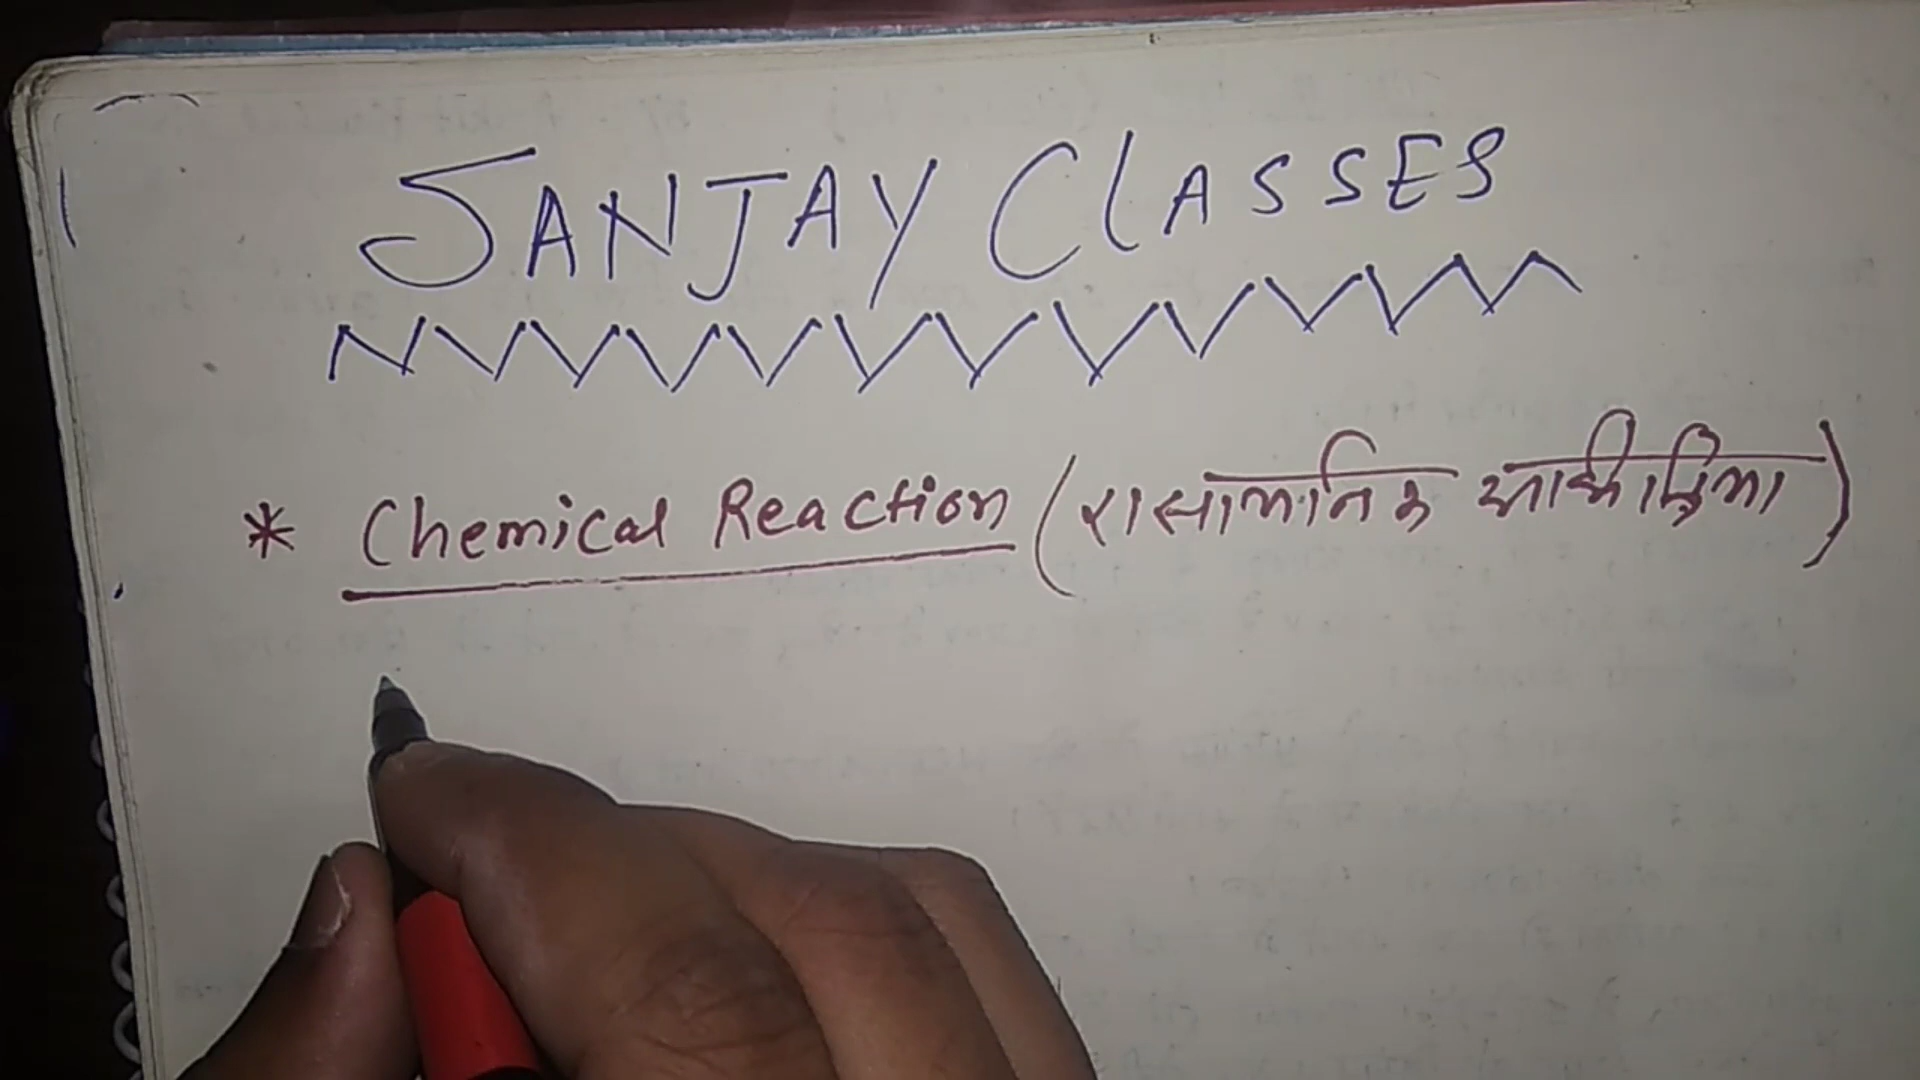 SANJAY CLASSES
* Chemical Reaction (रासायनिक अभिक्रिया)